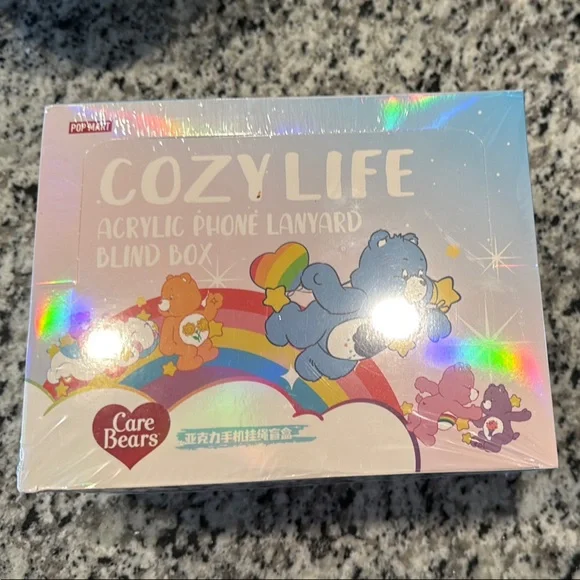 POP MART
COZY LIFE
ACRYLIC PHONE LANYARD
BLIND BOX
Care
Bears
亚克力手机挂绳盲盒